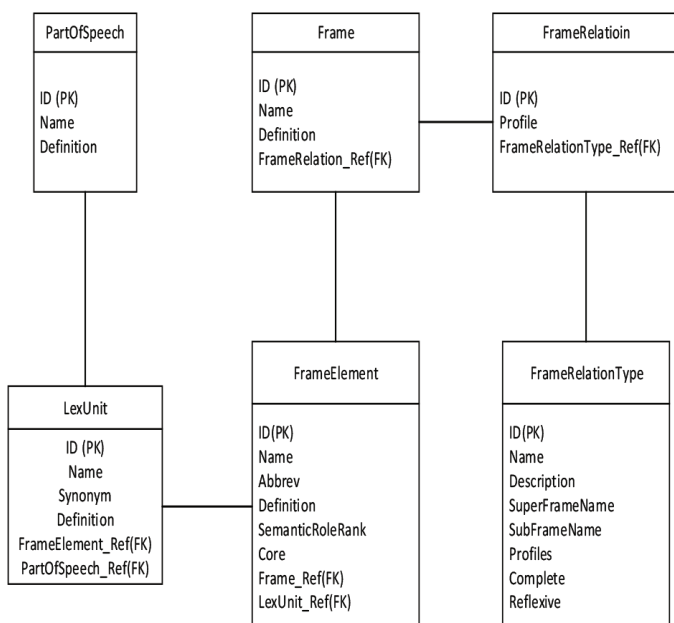 PartOfSpeech
ID (PK)
Name
Definition
Frame
ID (PK)
Name
Definition
FrameRelation_Ref(FK)
FrameRelatioin
ID (PK)
Profile
FrameRelationType_Ref(FK)
LexUnit
ID (PK)
Name
Synonym
Definition
FrameElement_Ref(FK)
PartOfSpeech_Ref(FK)
FrameElement
ID(PK)
Name
Abbrev
Definition
SemanticRoleRank
Core
Frame_Ref(FK)
LexUnit_Ref(FK)
FrameRelationType
ID(PK)
Name
Description
SuperFrameName
SubFrameName
Profiles
Complete
Reflexive